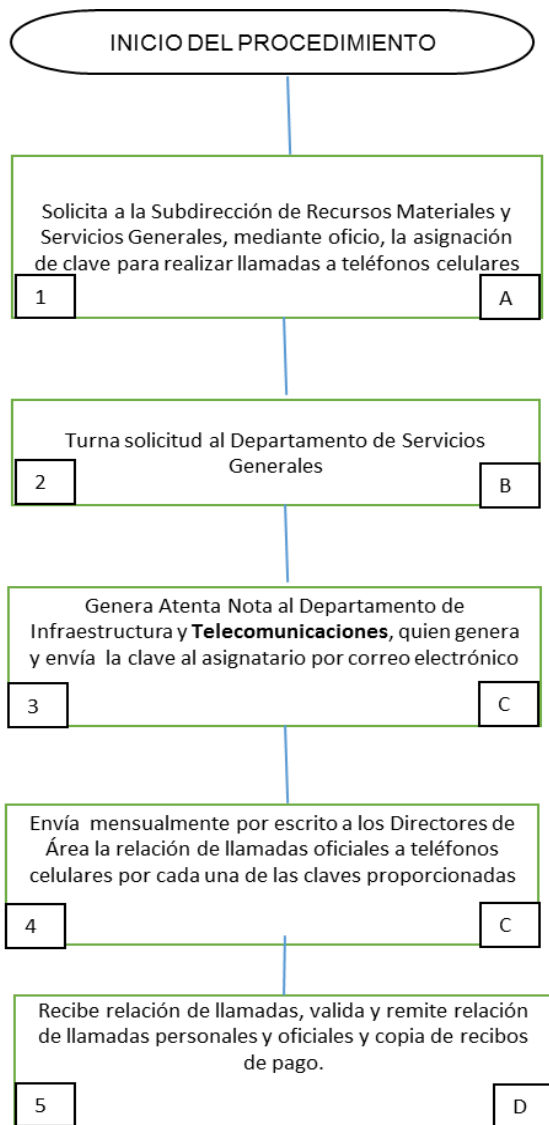 INICIO DEL PROCEDIMIENTO
Solicita a la Subdirección de Recursos Materiales y
Servicios Generales, mediante oficio, la asignación
de clave para realizar llamadas a teléfonos celulares
1
A
Turna solicitud al Departamento de Servicios
Generales
2
B
Genera Atenta Nota al Departamento de
Infraestructura y Telecomunicaciones, quien genera
y envía la clave al asignatario por correo electrónico
3
C
Envía mensualmente por escrito a los Directores de
Área la relación de llamadas oficiales a teléfonos
celulares por cada una de las claves proporcionadas
4
C
Recibe relación de llamadas, valida y remite relación
de llamadas personales y oficiales y copia de recibos
de pago.
5
D